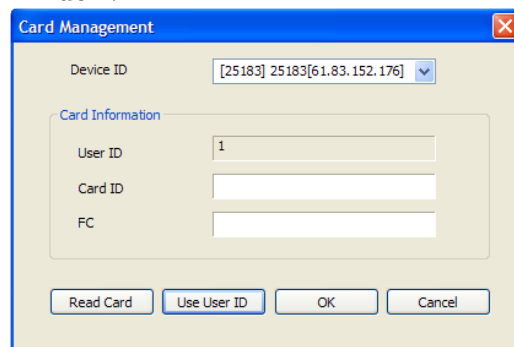 Card Management
Device ID [25183] 25183[61.83.152.176]
Card Information
User ID 1
Card ID
FC
Read Card Use User ID OK Cancel